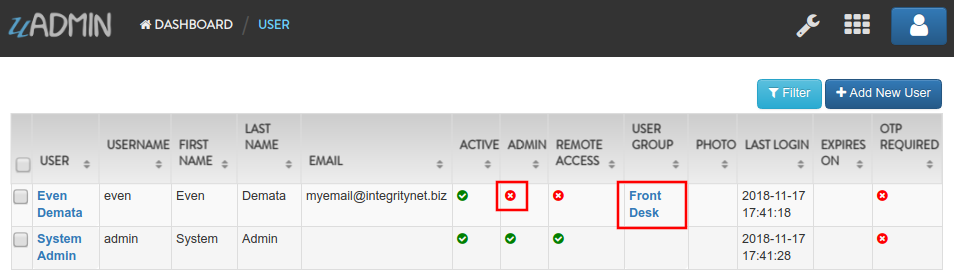 uADMIN DASHBOARD / USER
Filter Add New User
USER USERNAME FIRST NAME LAST NAME EMAIL ACTIVE ADMIN REMOTE ACCESS USER GROUP PHOTO LAST LOGIN EXPIRES ON OTP REQUIRED
Even Demata even Even Demata myemail@integritynet.biz Front Desk 2018-11-17 17:41:18
System Admin admin System Admin 2018-11-17 17:41:28